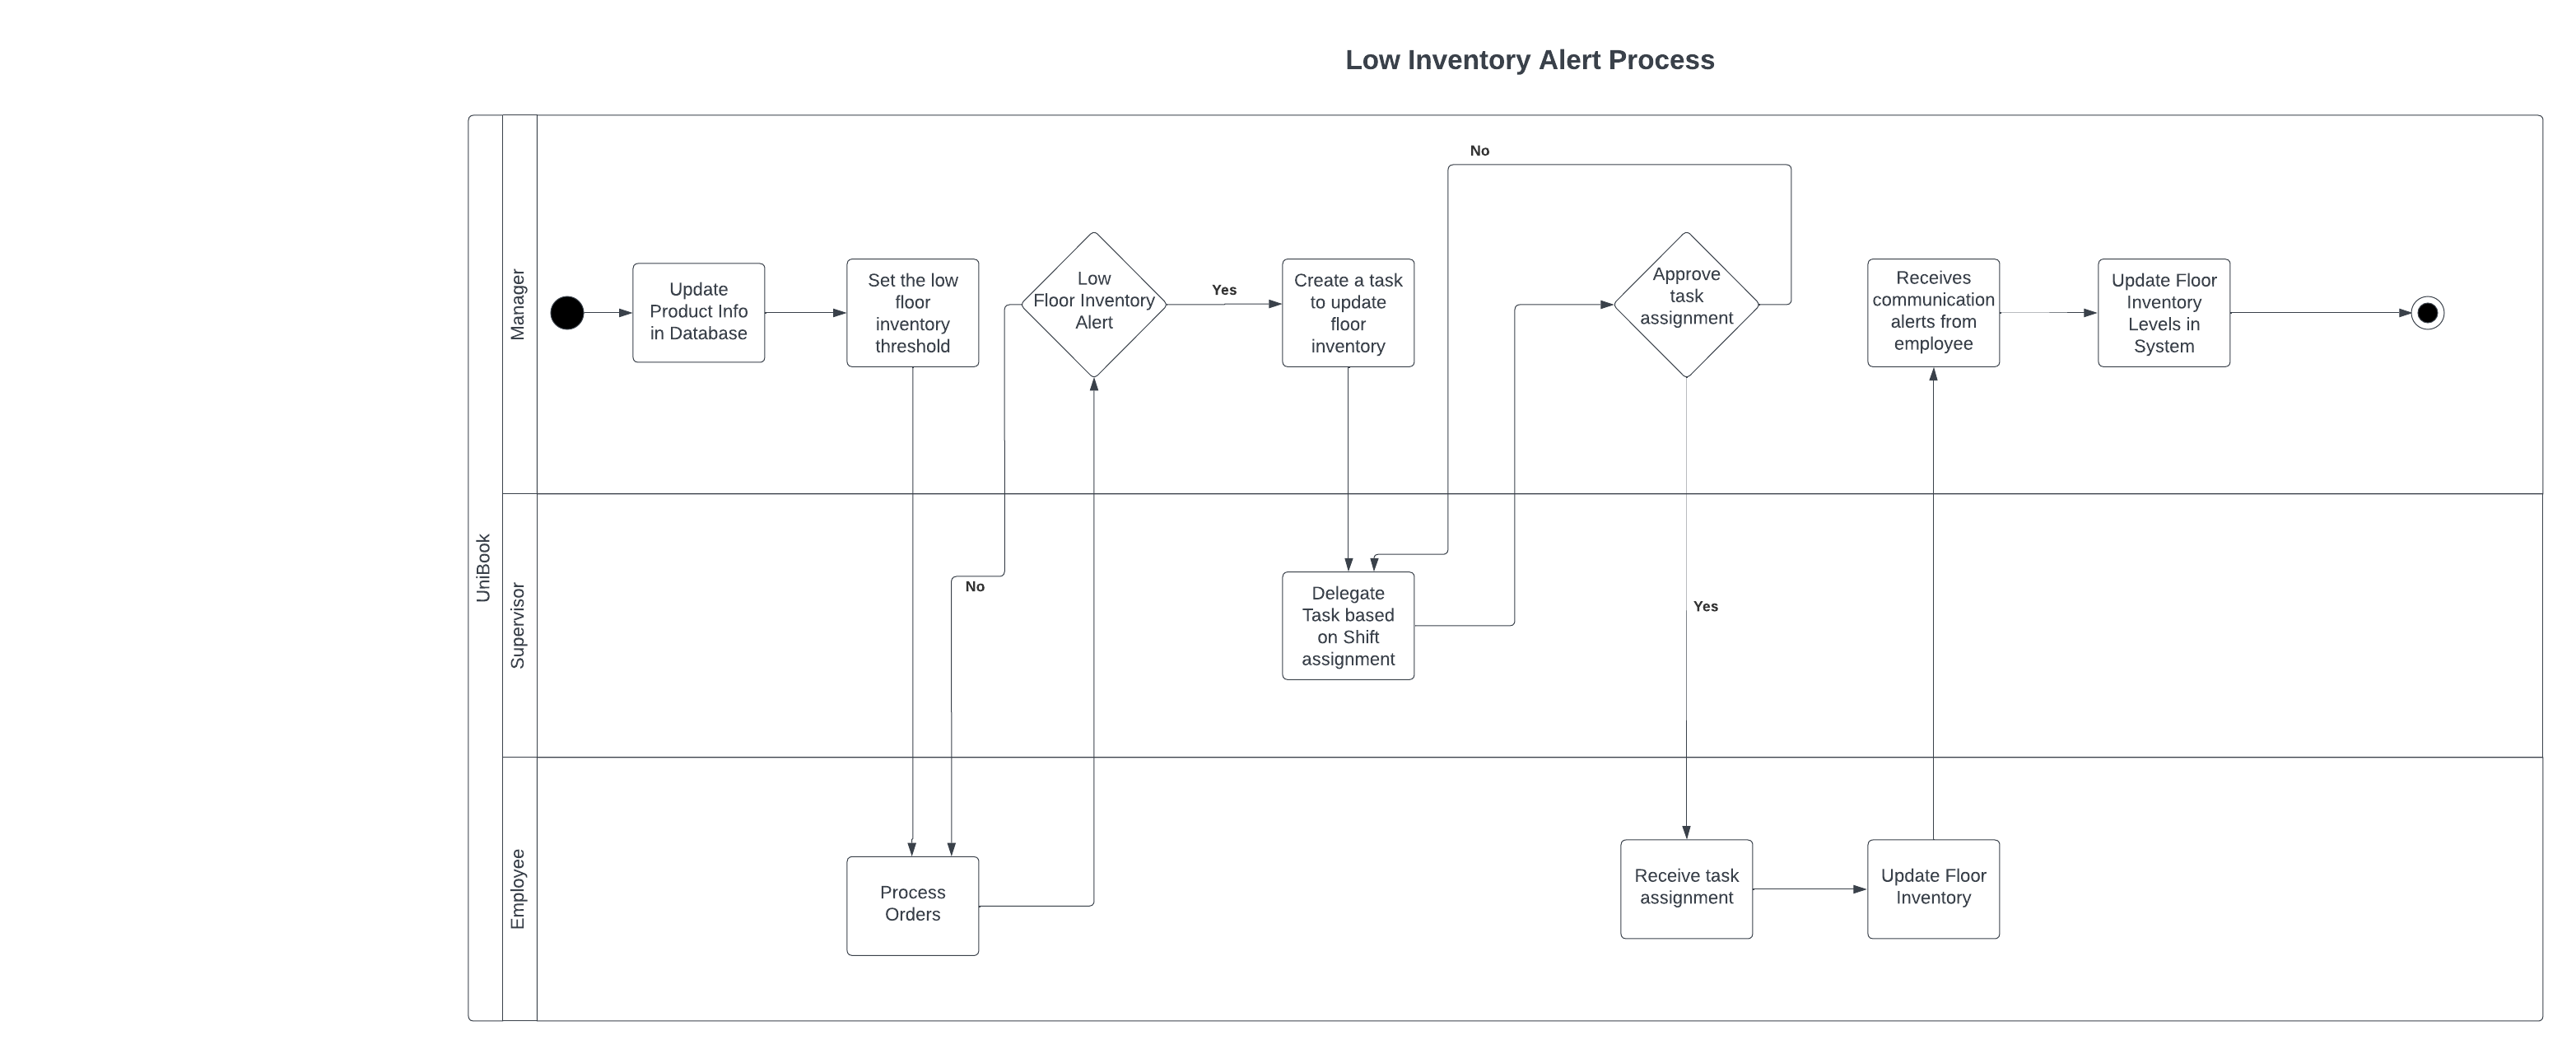 Low Inventory Alert Process
UniBook
Manager
Update
Product Info
in Database
Set the low
floor
inventory
threshold
Low
Floor Inventory
Alert
Yes
No
Create a task
to update
floor
inventory
No
Approve
task
assignment
Yes
Receives
communication
alerts from
employee
Update Floor
Inventory
Levels in
System
Supervisor
Delegate
Task based
on Shift
assignment
Employee
Process
Orders
Receive task
assignment
Update Floor
Inventory